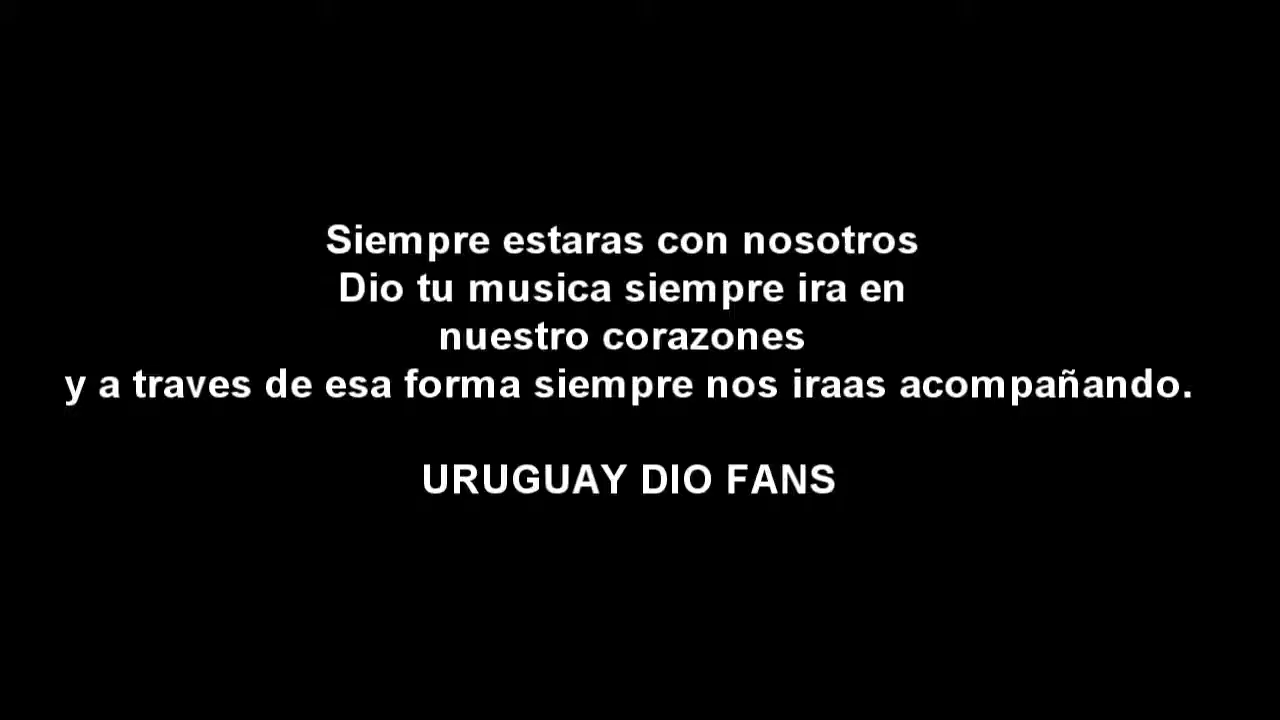 Siempre estaras con nosotros
Dio tu musica siempre ira en
nuestro corazones
y a traves de esa forma siempre nos iraas acompañando.
URUGUAY DIO FANS